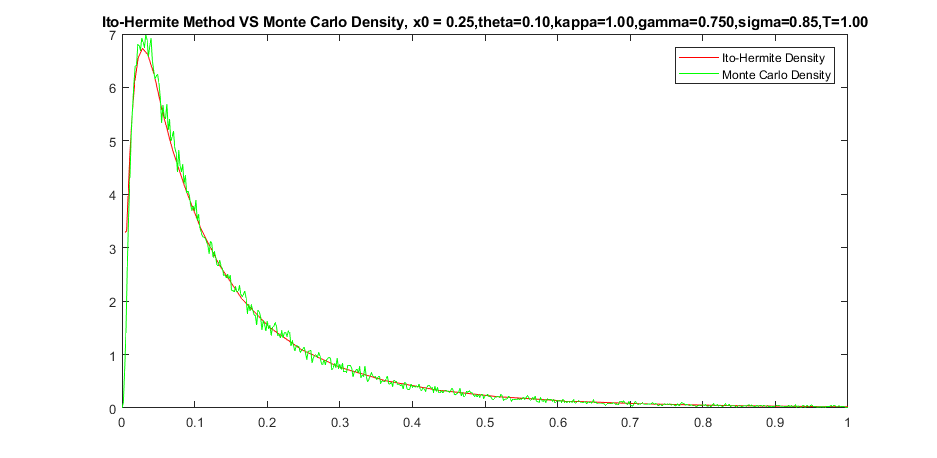 Ito-Hermite Method VS Monte Carlo Density, x0 = 0.25,theta=0.10,kappa=1.00,gamma=0.750,sigma=0.85,T=1.00
Ito-Hermite Density
Monte Carlo Density
7
6
5
4
3
2
1
0
0 0.1 0.2 0.3 0.4 0.5 0.6 0.7 0.8 0.9 1